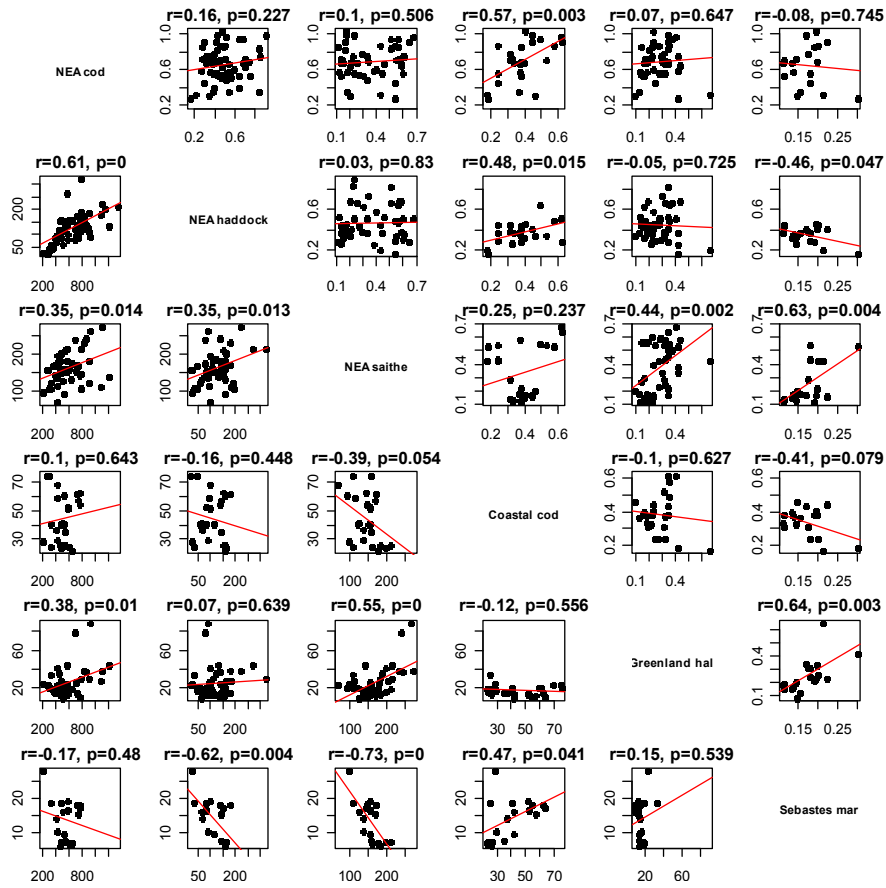 r=0.16, p=0.227 r=0.1, p=0.506 r=0.57, p=0.003 r=0.07, p=0.647 r=-0.08, p=0.745
NEA cod
0.2 0.6 1.0 0.2 0.6 1.0 0.2 0.6 1.0 0.2 0.6 1.0 0.2 0.6 1.0
0.2 0.6 0.1 0.4 0.7 0.2 0.4 0.6 0.1 0.4 0.15 0.25
r=0.61, p=0 r=0.03, p=0.83 r=0.48, p=0.015 r=-0.05, p=0.725 r=-0.46, p=0.047
NEA haddock
50 200 0.2 0.6 0.2 0.6 0.2 0.6 0.2 0.6
200 800 0.1 0.4 0.7 0.2 0.4 0.6 0.1 0.4 0.15 0.25
r=0.35, p=0.014 r=0.35, p=0.013 r=0.25, p=0.237 r=0.44, p=0.002 r=0.63, p=0.004
NEA saithe
100 200 100 200 0.1 0.4 0.7 0.1 0.4 0.7 0.1 0.4 0.7
200 800 50 200 0.2 0.4 0.6 0.1 0.4 0.15 0.25
r=0.1, p=0.643 r=-0.16, p=0.448 r=-0.39, p=0.054 r=-0.1, p=0.627 r=-0.41, p=0.079
Coastal cod
30 50 70 30 50 70 30 50 70 0.2 0.4 0.6 0.2 0.4 0.6
200 800 50 200 100 200 0.1 0.4 0.15 0.25
r=0.38, p=0.01 r=0.07, p=0.639 r=0.55, p=0 r=-0.12, p=0.556 r=0.64, p=0.003
Greenland hal
20 60 20 60 20 60 20 60 0.1 0.4
200 800 50 200 100 200 30 50 70 0.15 0.25
r=-0.17, p=0.48 r=-0.62, p=0.004 r=-0.73, p=0 r=0.47, p=0.041 r=0.15, p=0.539
Sebastes mar
10 20 10 20 10 20 10 20 10 20
200 800 50 200 100 200 30 50 70 20 60